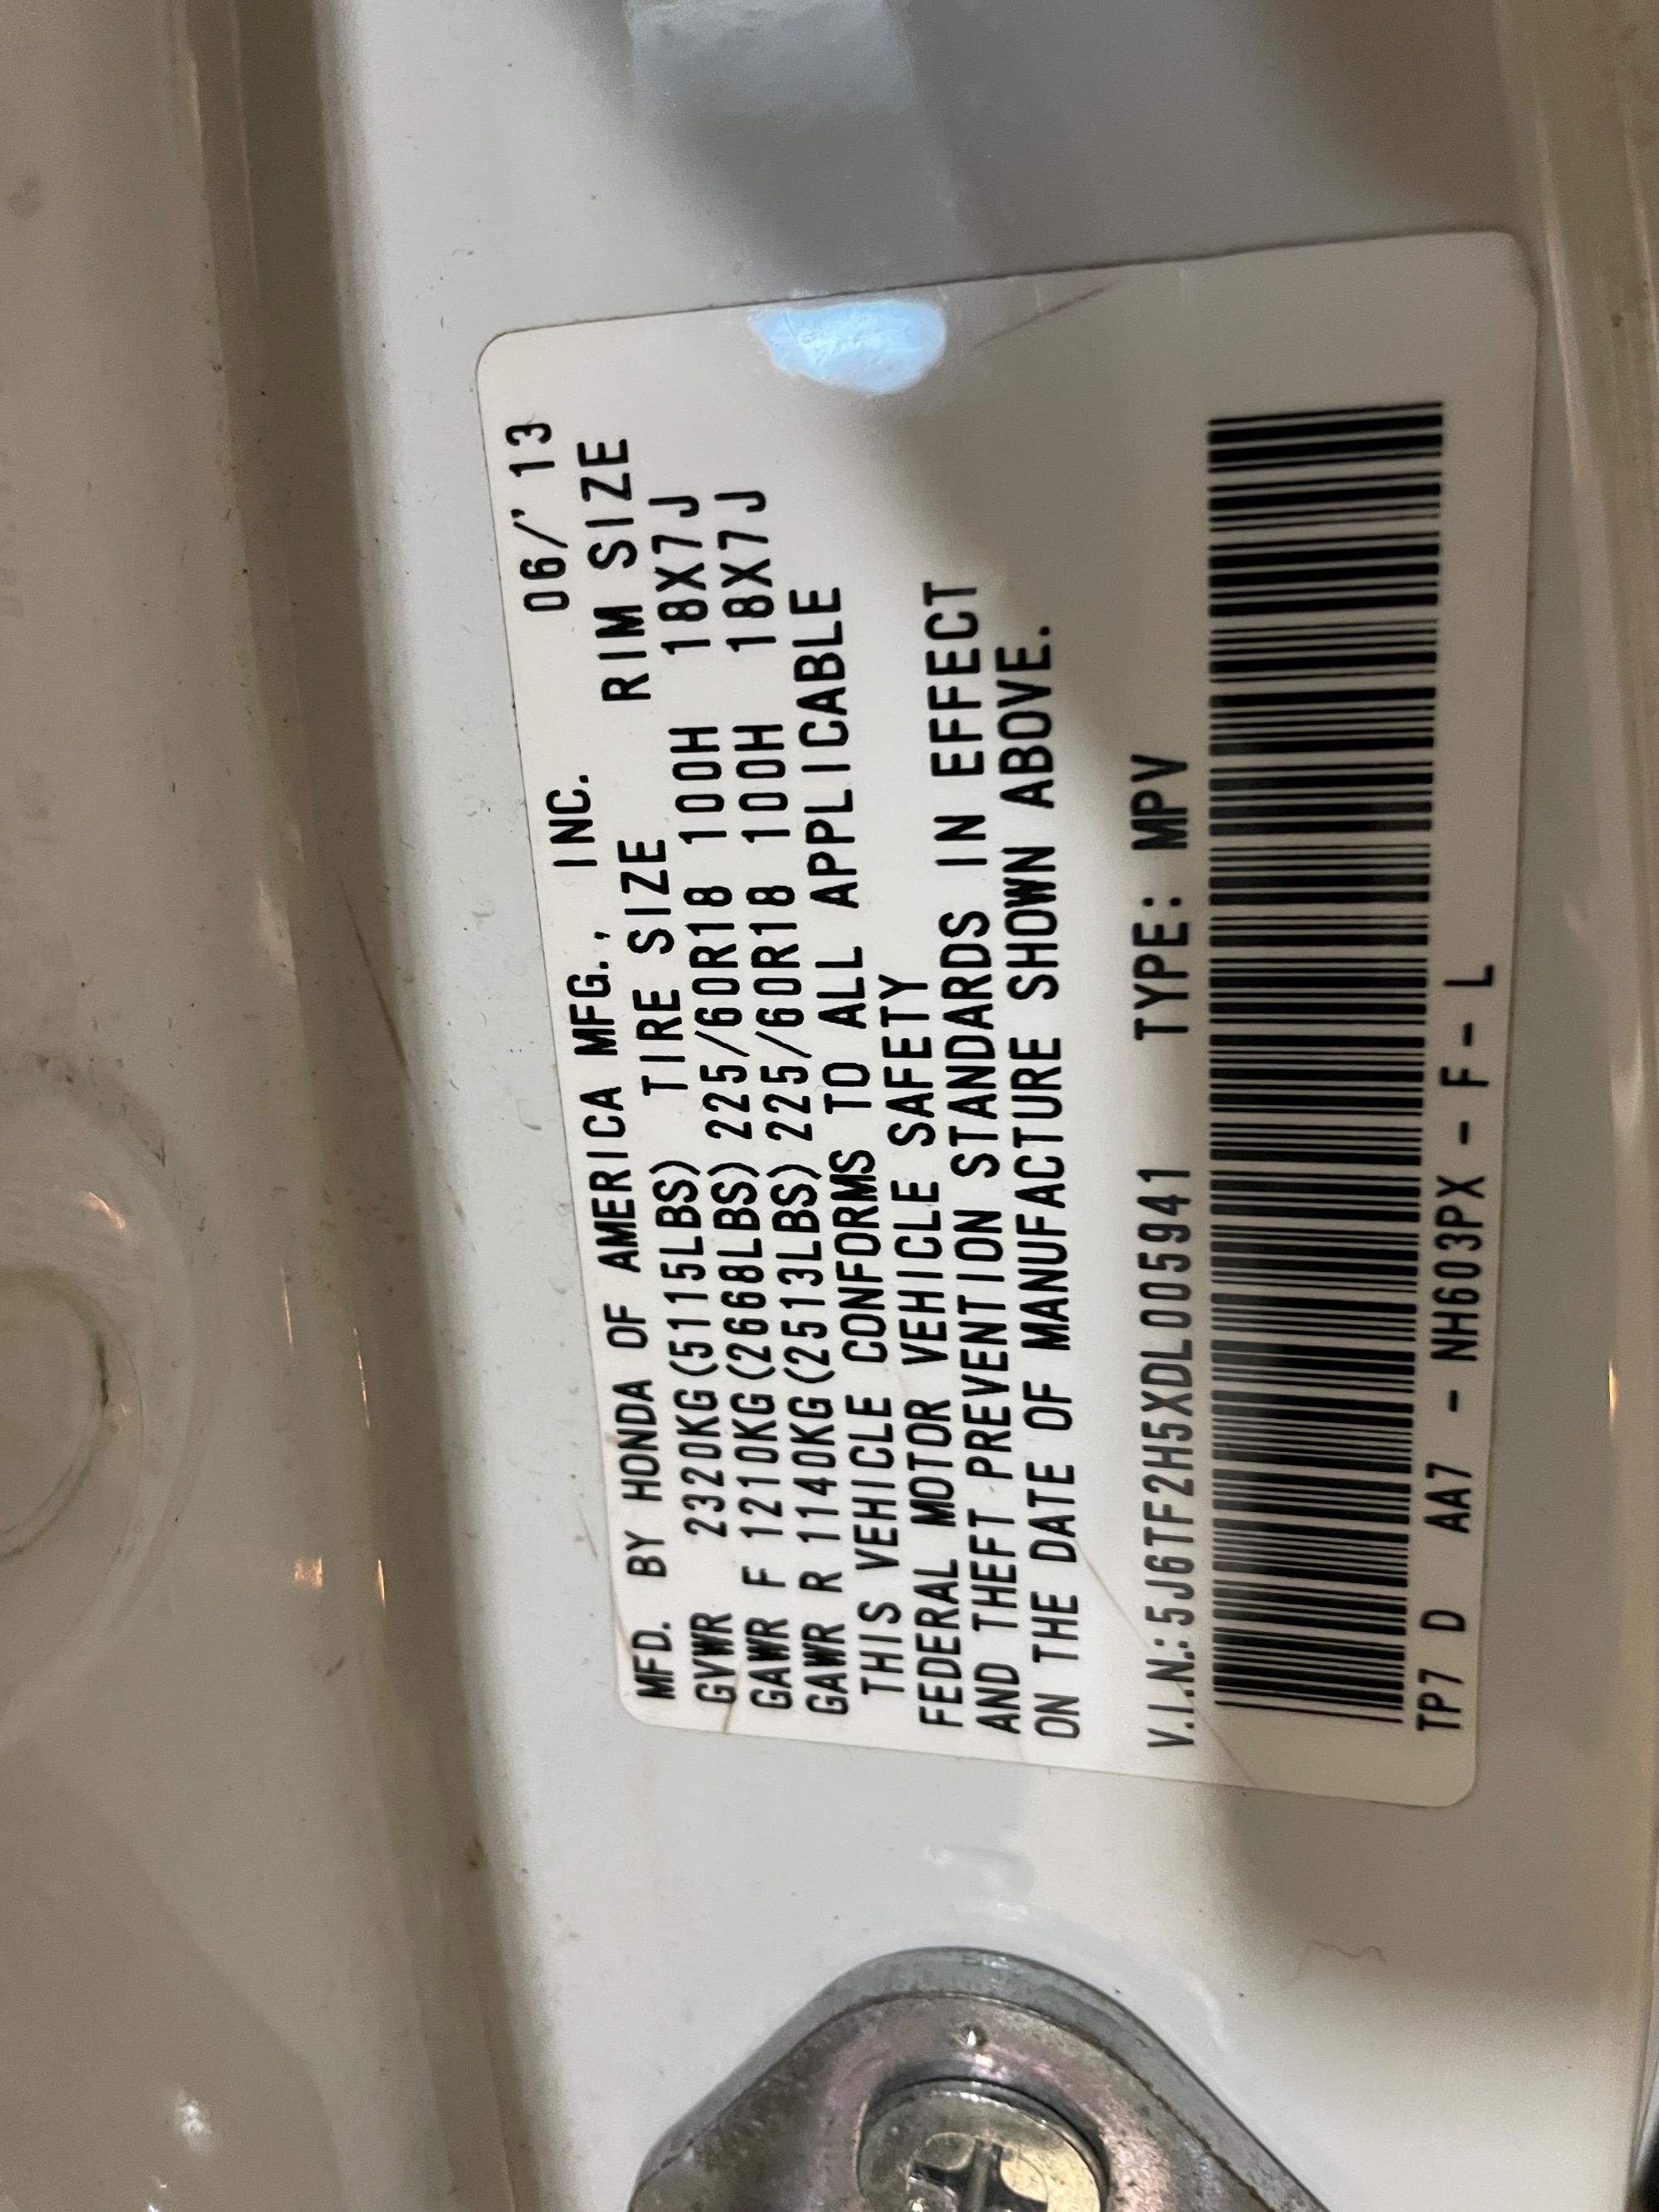 MFD. BY HONDA OF AMERICA MFG., INC. 06/'13
TIRE SIZE RIM SIZE
GVWR 2320KG(5115LBS)
GAWR F 1210KG(2668LBS) 225/60R18 100H 18X7J
GAWR R 1140KG(2513LBS) 225/60R18 100H 18X7J
THIS VEHICLE CONFORMS TO ALL APPLICABLE
FEDERAL MOTOR VEHICLE SAFETY
AND THEFT PREVENTION STANDARDS IN EFFECT
ON THE DATE OF MANUFACTURE SHOWN ABOVE.
V.I.N.:5J6TF2H5XDL005941 TYPE: MPV
TP7 D AA7 - NH603PX - F - L